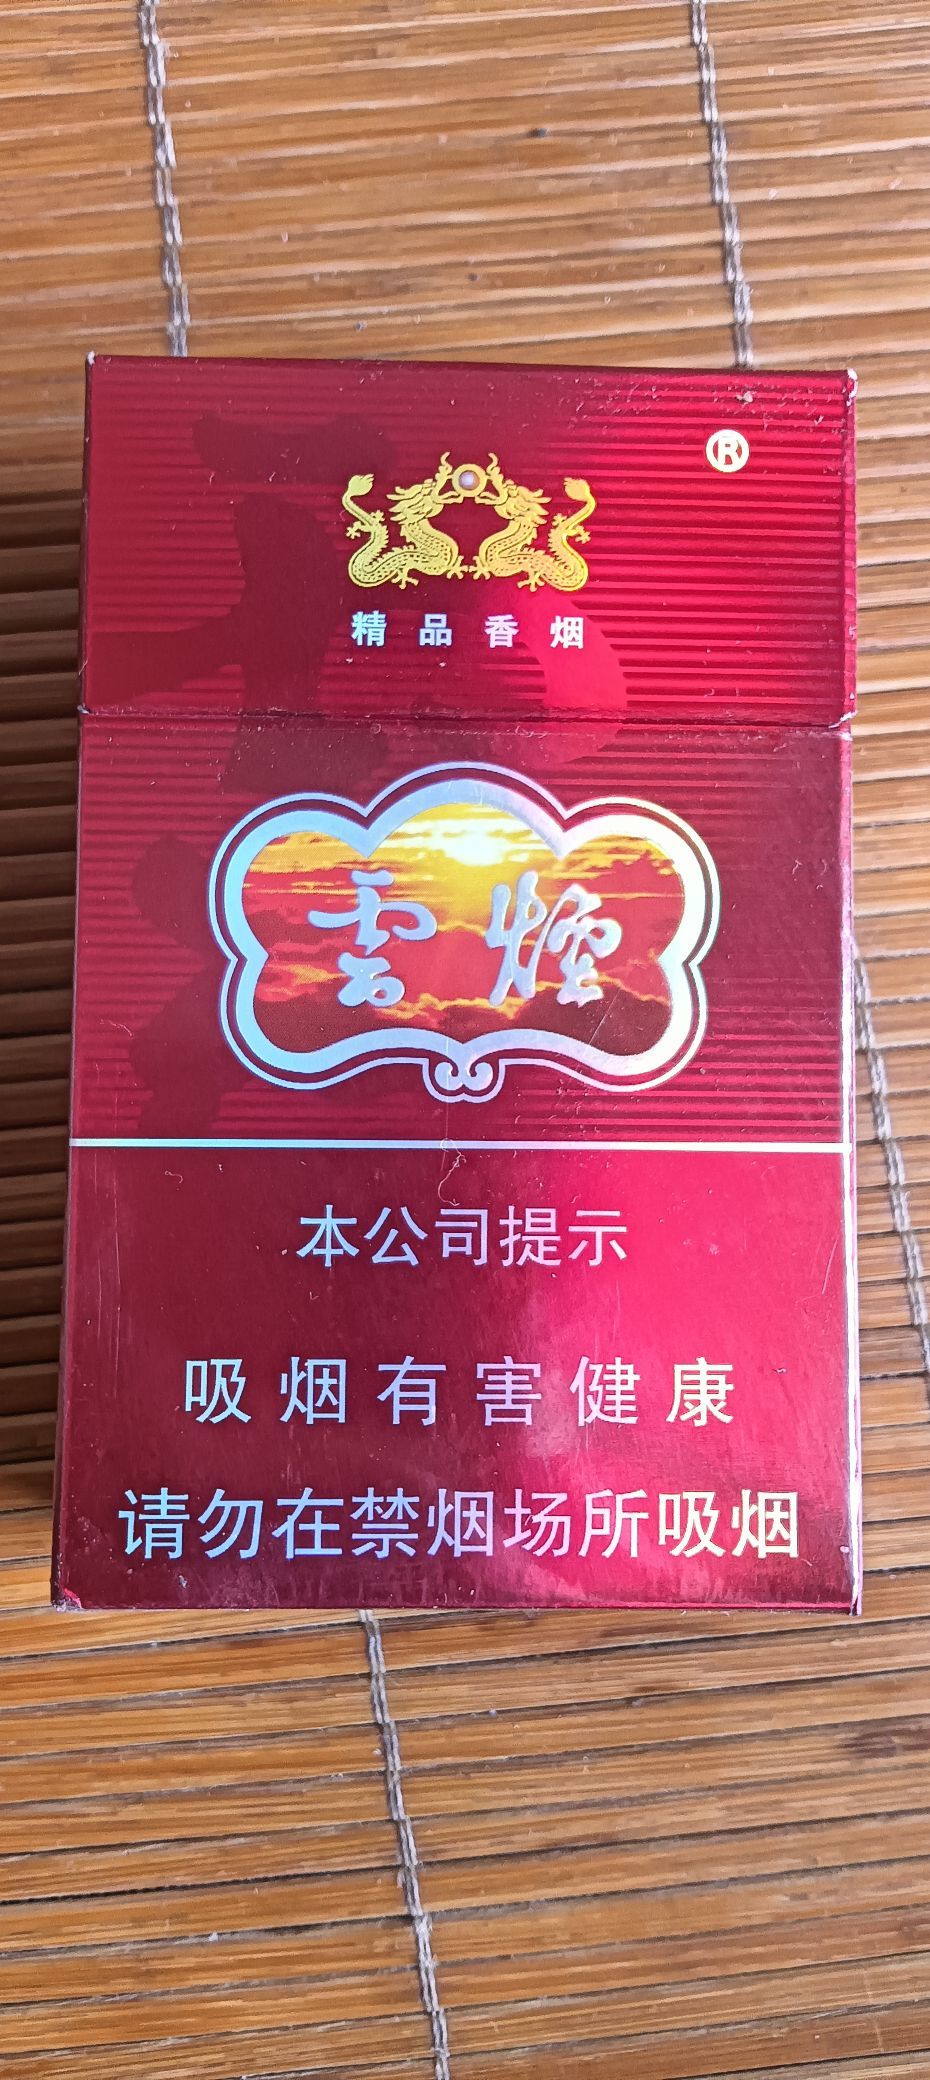 ®
精品香烟
雲煙
本公司提示
吸烟有害健康
请勿在禁烟场所吸烟